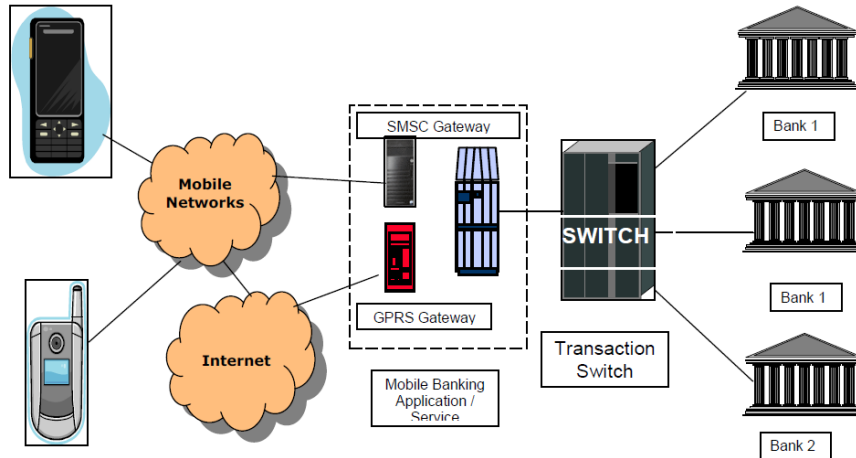 SMSC Gateway
Bank 1
Mobile
Networks
SWITCH
Bank 1
GPRS Gateway
Internet
Transaction
Switch
Mobile Banking
Application /
Service
Bank 2